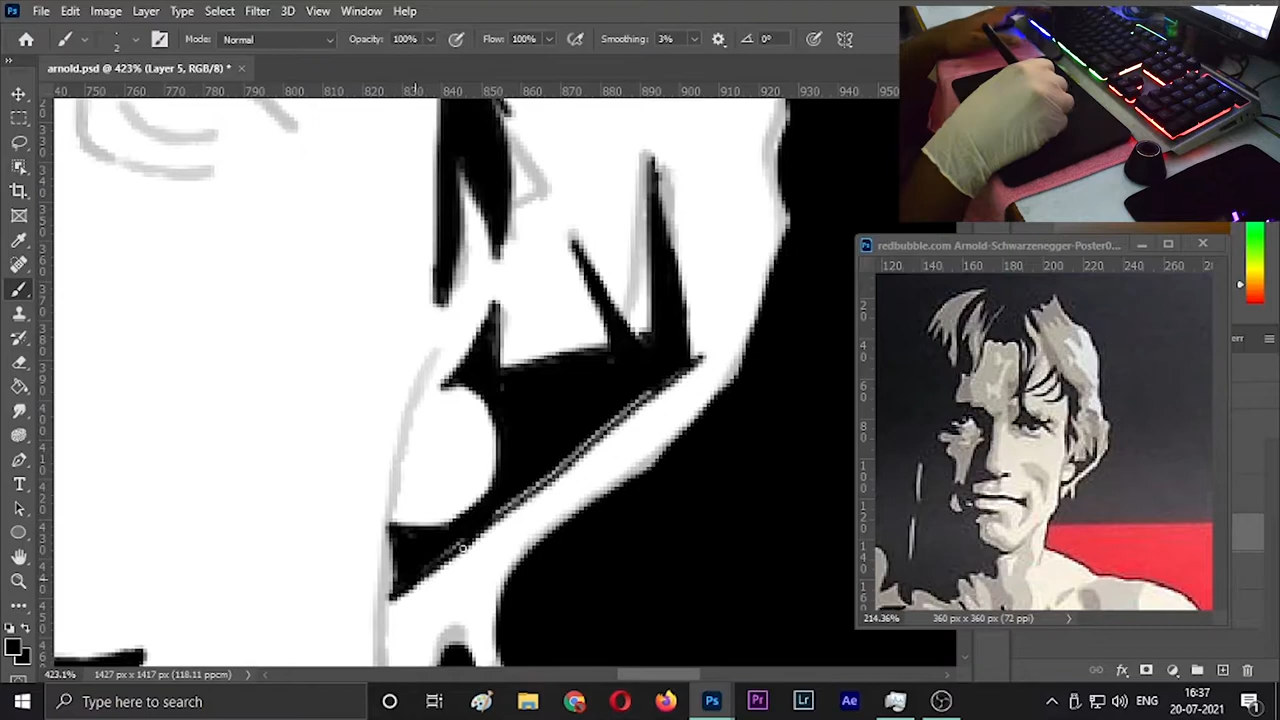 File Edit Image Layer Type Select Filter 3D View Window Help
2 Mode: Normal Opacity: 100% Flow: 100% Smoothing: 3% 0°
arnold.psd @ 423% (Layer 5, RGB/8) *
40 750 760 770 780 790 800 810 820 830 840 850 860 870 880 890 900 910 920 930 940 950
redbubble.com Arnold-Schwarzenegger-Poster0...
120 140 160 180 200 220 240 260
214.36% 360 px x 360 px (72 ppi)
423.1% 1427 px x 1417 px (118.11 ppcm)
Type here to search
ENG
16:37
20-07-2021